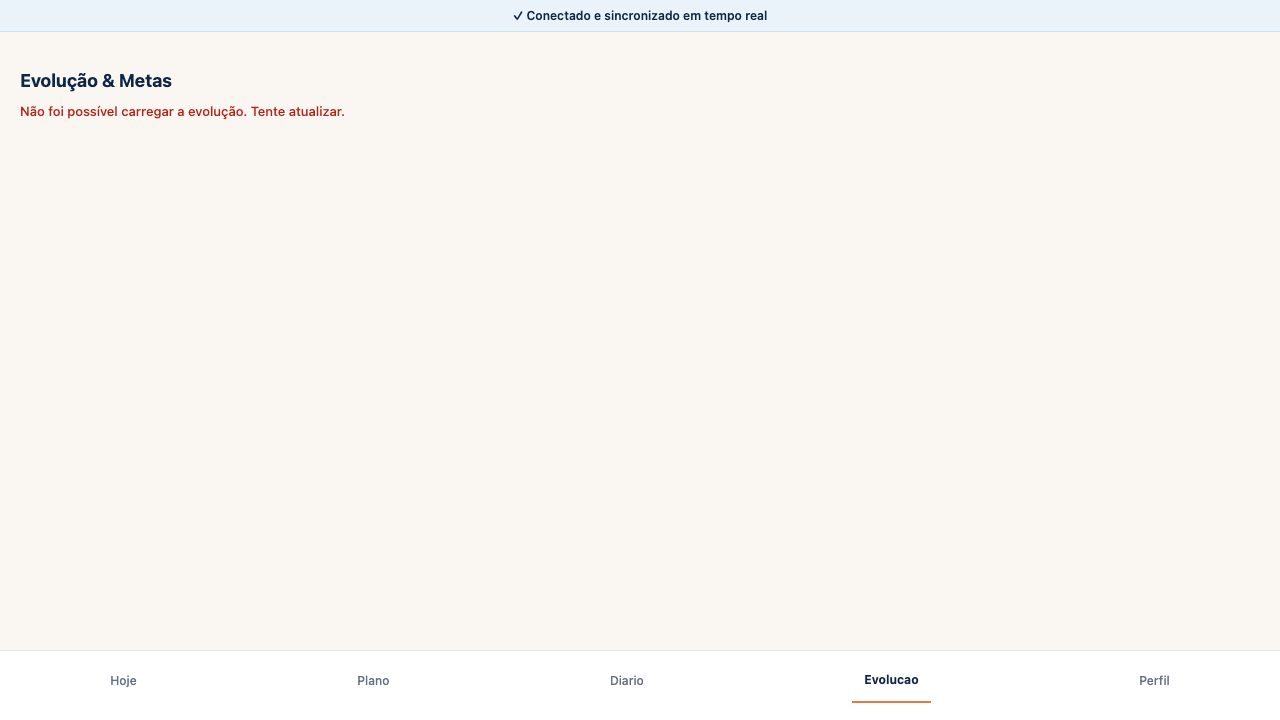 ✓ Conectado e sincronizado em tempo real
Evolução & Metas
Não foi possível carregar a evolução. Tente atualizar.
Hoje
Plano
Diario
Evolucao
Perfil